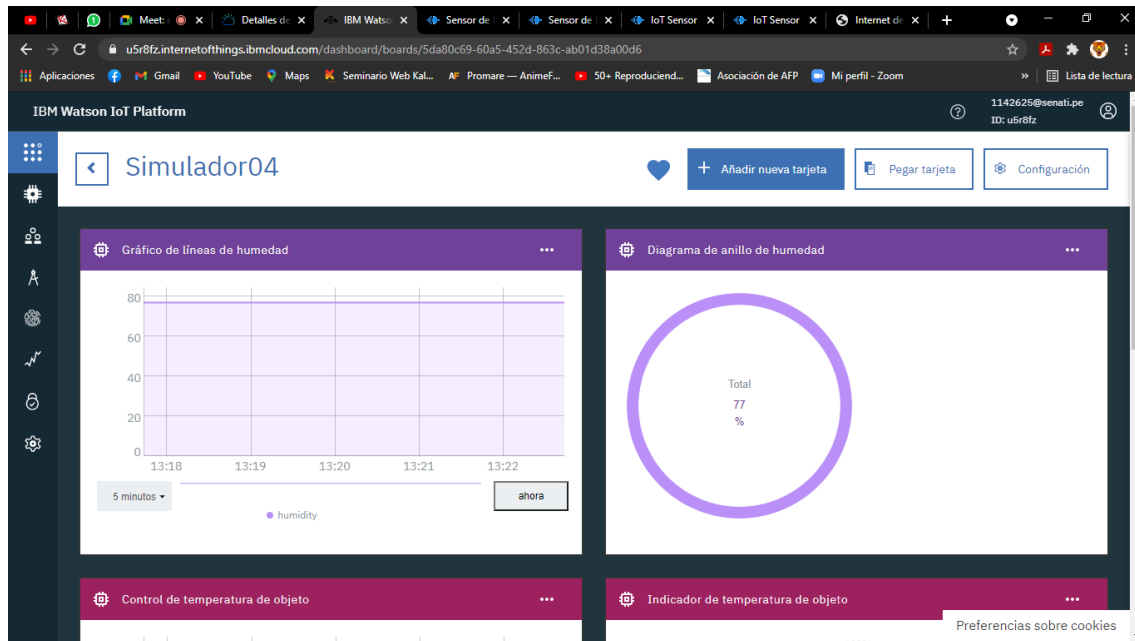 Meet:
Detalles de
IBM Watso
Sensor de
Sensor de
IoT Sensor
IoT Sensor
Internet de
u5r8fz.internetofthings.ibmcloud.com/dashboard/boards/5da80c69-60a5-452d-863c-ab01d38a00d6
Aplicaciones
Gmail
YouTube
Maps
Seminario Web Kal...
AF Promare — AnimeF...
50+ Reproduciend...
Asociación de AFP
Mi perfil - Zoom
»
Lista de lectura
IBM Watson IoT Platform
1142625@senati.pe
ID: u5r8fz
Simulador04
+ Añadir nueva tarjeta
Pegar tarjeta
Configuración
Gráfico de líneas de humedad
80
60
40
20
0
13:18 13:19 13:20 13:21 13:22
5 minutos
ahora
humidity
Diagrama de anillo de humedad
Total
77
%
Control de temperatura de objeto
Indicador de temperatura de objeto
Preferencias sobre cookies